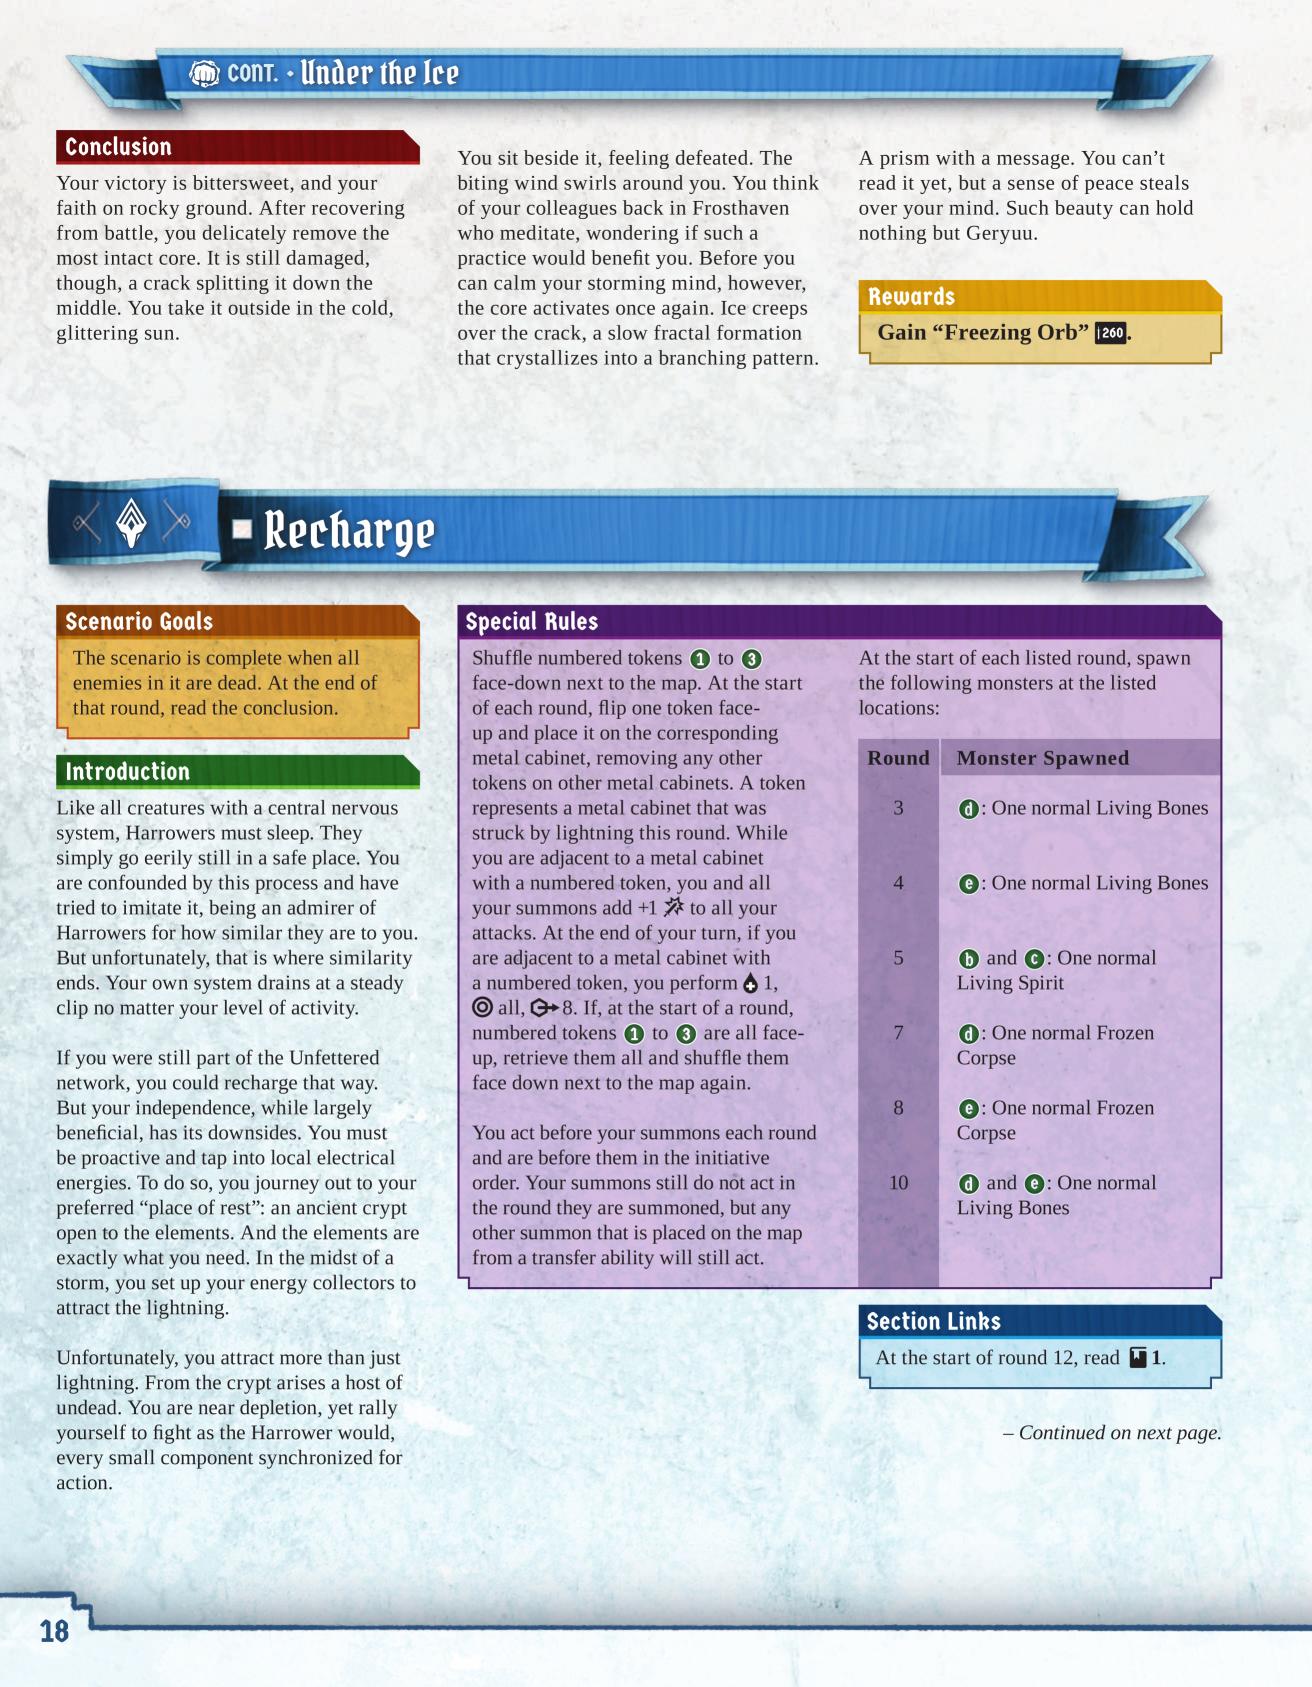 CONT. • Under the Ice
Conclusion
Your victory is bittersweet, and your
faith on rocky ground. After recovering
from battle, you delicately remove the
most intact core. It is still damaged,
though, a crack splitting it down the
middle. You take it outside in the cold,
glittering sun.
You sit beside it, feeling defeated. The
biting wind swirls around you. You think
of your colleagues back in Frosthaven
who meditate, wondering if such a
practice would benefit you. Before you
can calm your storming mind, however,
the core activates once again. Ice creeps
over the crack, a slow fractal formation
that crystallizes into a branching pattern.
A prism with a message. You can’t
read it yet, but a sense of peace steals
over your mind. Such beauty can hold
nothing but Geryuu.
Rewards
Gain “Freezing Orb” 260.
Recharge
Scenario Goals
The scenario is complete when all
enemies in it are dead. At the end of
that round, read the conclusion.
Introduction
Like all creatures with a central nervous
system, Harrowers must sleep. They
simply go eerily still in a safe place. You
are confounded by this process and have
tried to imitate it, being an admirer of
Harrowers for how similar they are to you.
But unfortunately, that is where similarity
ends. Your own system drains at a steady
clip no matter your level of activity.
If you were still part of the Unfettered
network, you could recharge that way.
But your independence, while largely
beneficial, has its downsides. You must
be proactive and tap into local electrical
energies. To do so, you journey out to your
preferred “place of rest”: an ancient crypt
open to the elements. And the elements are
exactly what you need. In the midst of a
storm, you set up your energy collectors to
attract the lightning.
Unfortunately, you attract more than just
lightning. From the crypt arises a host of
undead. You are near depletion, yet rally
yourself to fight as the Harrower would,
every small component synchronized for
action.
Special Rules
Shuffle numbered tokens 1 to 3
face-down next to the map. At the start
of each round, flip one token face-
up and place it on the corresponding
metal cabinet, removing any other
tokens on other metal cabinets. A token
represents a metal cabinet that was
struck by lightning this round. While
you are adjacent to a metal cabinet
with a numbered token, you and all
your summons add +1 to all your
attacks. At the end of your turn, if you
are adjacent to a metal cabinet with
a numbered token, you perform 1,
all, 8. If, at the start of a round,
numbered tokens 1 to 3 are all face-
up, retrieve them all and shuffle them
face down next to the map again.
You act before your summons each round
and are before them in the initiative
order. Your summons still do not act in
the round they are summoned, but any
other summon that is placed on the map
from a transfer ability will still act.
At the start of each listed round, spawn
the following monsters at the listed
locations:
Round Monster Spawned
3 d: One normal Living Bones
4 e: One normal Living Bones
5 b and c: One normal
Living Spirit
7 d: One normal Frozen
Corpse
8 e: One normal Frozen
Corpse
10 d and e: One normal
Living Bones
Section Links
At the start of round 12, read 1.
– Continued on next page.
18